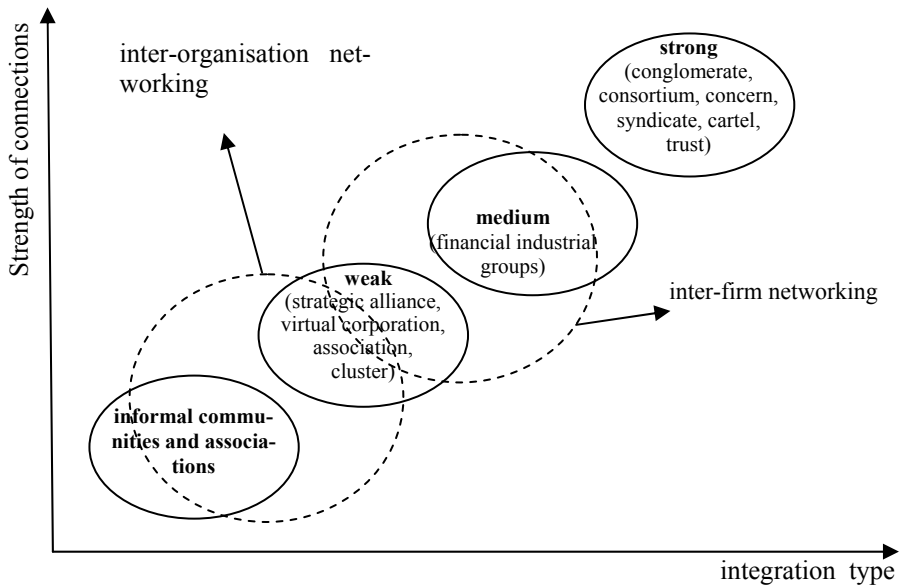 Strength of connections
inter-organisation net-
working
strong
(conglomerate,
consortium, concern,
syndicate, cartel,
trust)
medium
(financial industrial
groups)
inter-firm networking
weak
(strategic alliance,
virtual corporation,
association,
cluster)
informal commu-
nities and associa-
tions
integration type